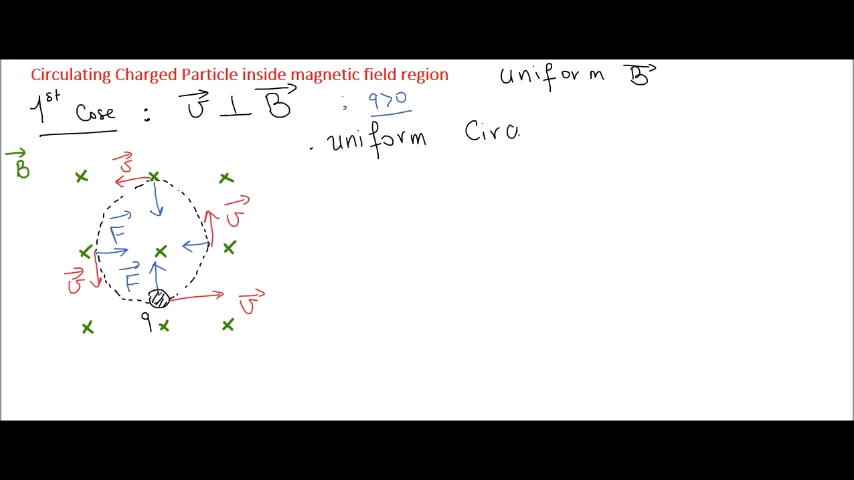 Circulating Charged Particle inside magnetic field region
uniform B⃗
1st Case : v⃗ ⊥ B⃗ ; q>0
. uniform Circ
B⃗
x x x
v⃗
v⃗
F⃗
x x x
v⃗
F⃗
v⃗
q
x x x